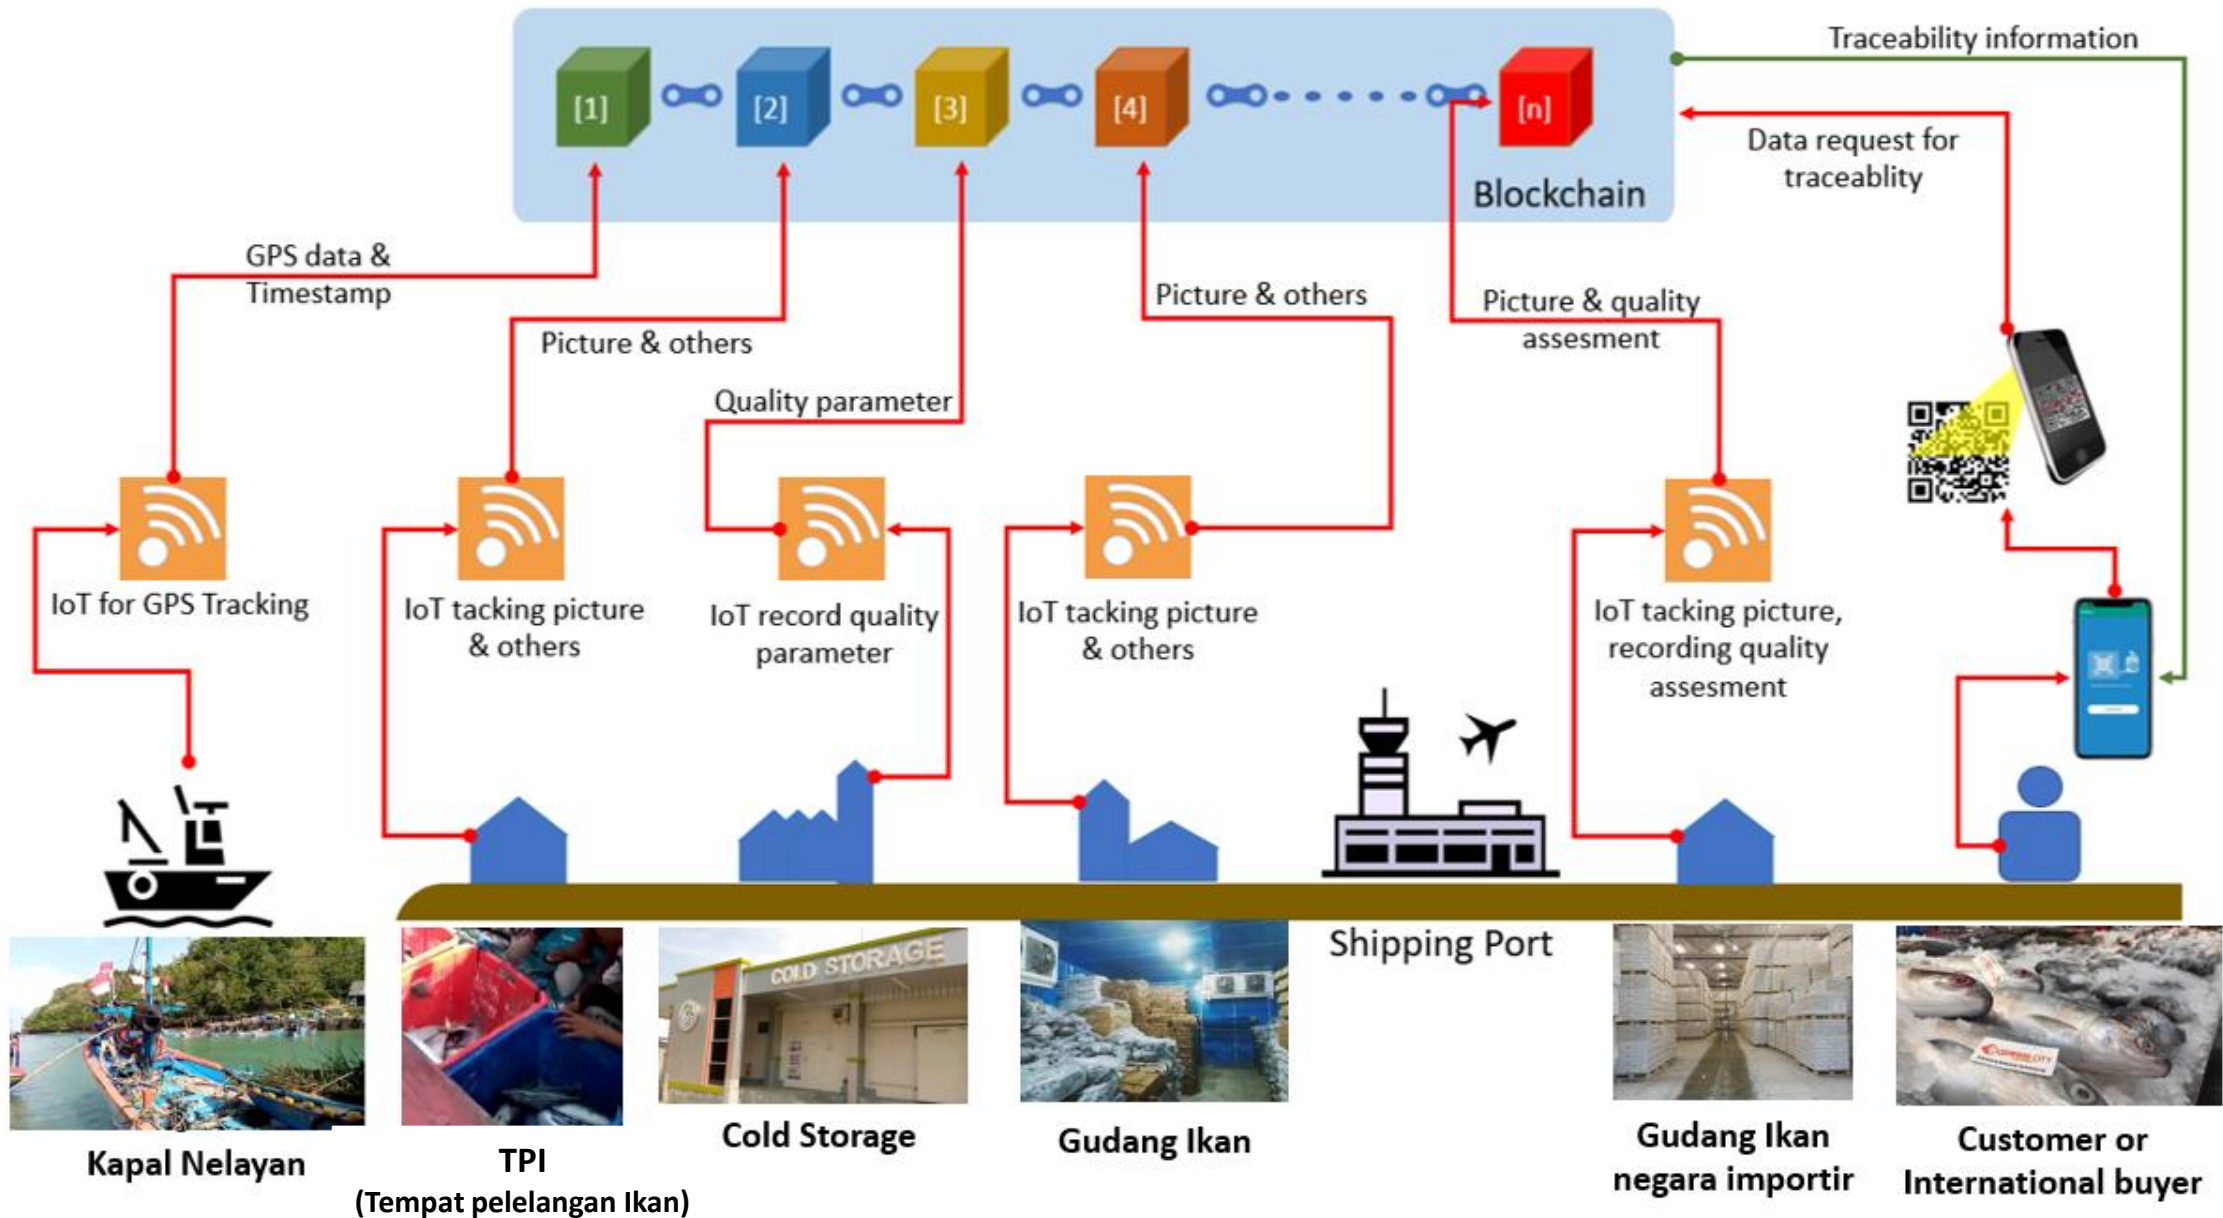 Traceability information
[1]
[2]
[3]
[4]
[n]
Data request for
traceablity
Blockchain
GPS data &
Timestamp
Picture & others
Picture & others
Picture & quality
assesment
Quality parameter
IoT for GPS Tracking
IoT tacking picture
& others
IoT record quality
parameter
IoT tacking picture
& others
IoT tacking picture,
recording quality
assesment
Shipping Port
COLD STORAGE
Kapal Nelayan
TPI
(Tempat pelelangan Ikan)
Cold Storage
Gudang Ikan
Gudang Ikan
negara importir
Customer or
International buyer